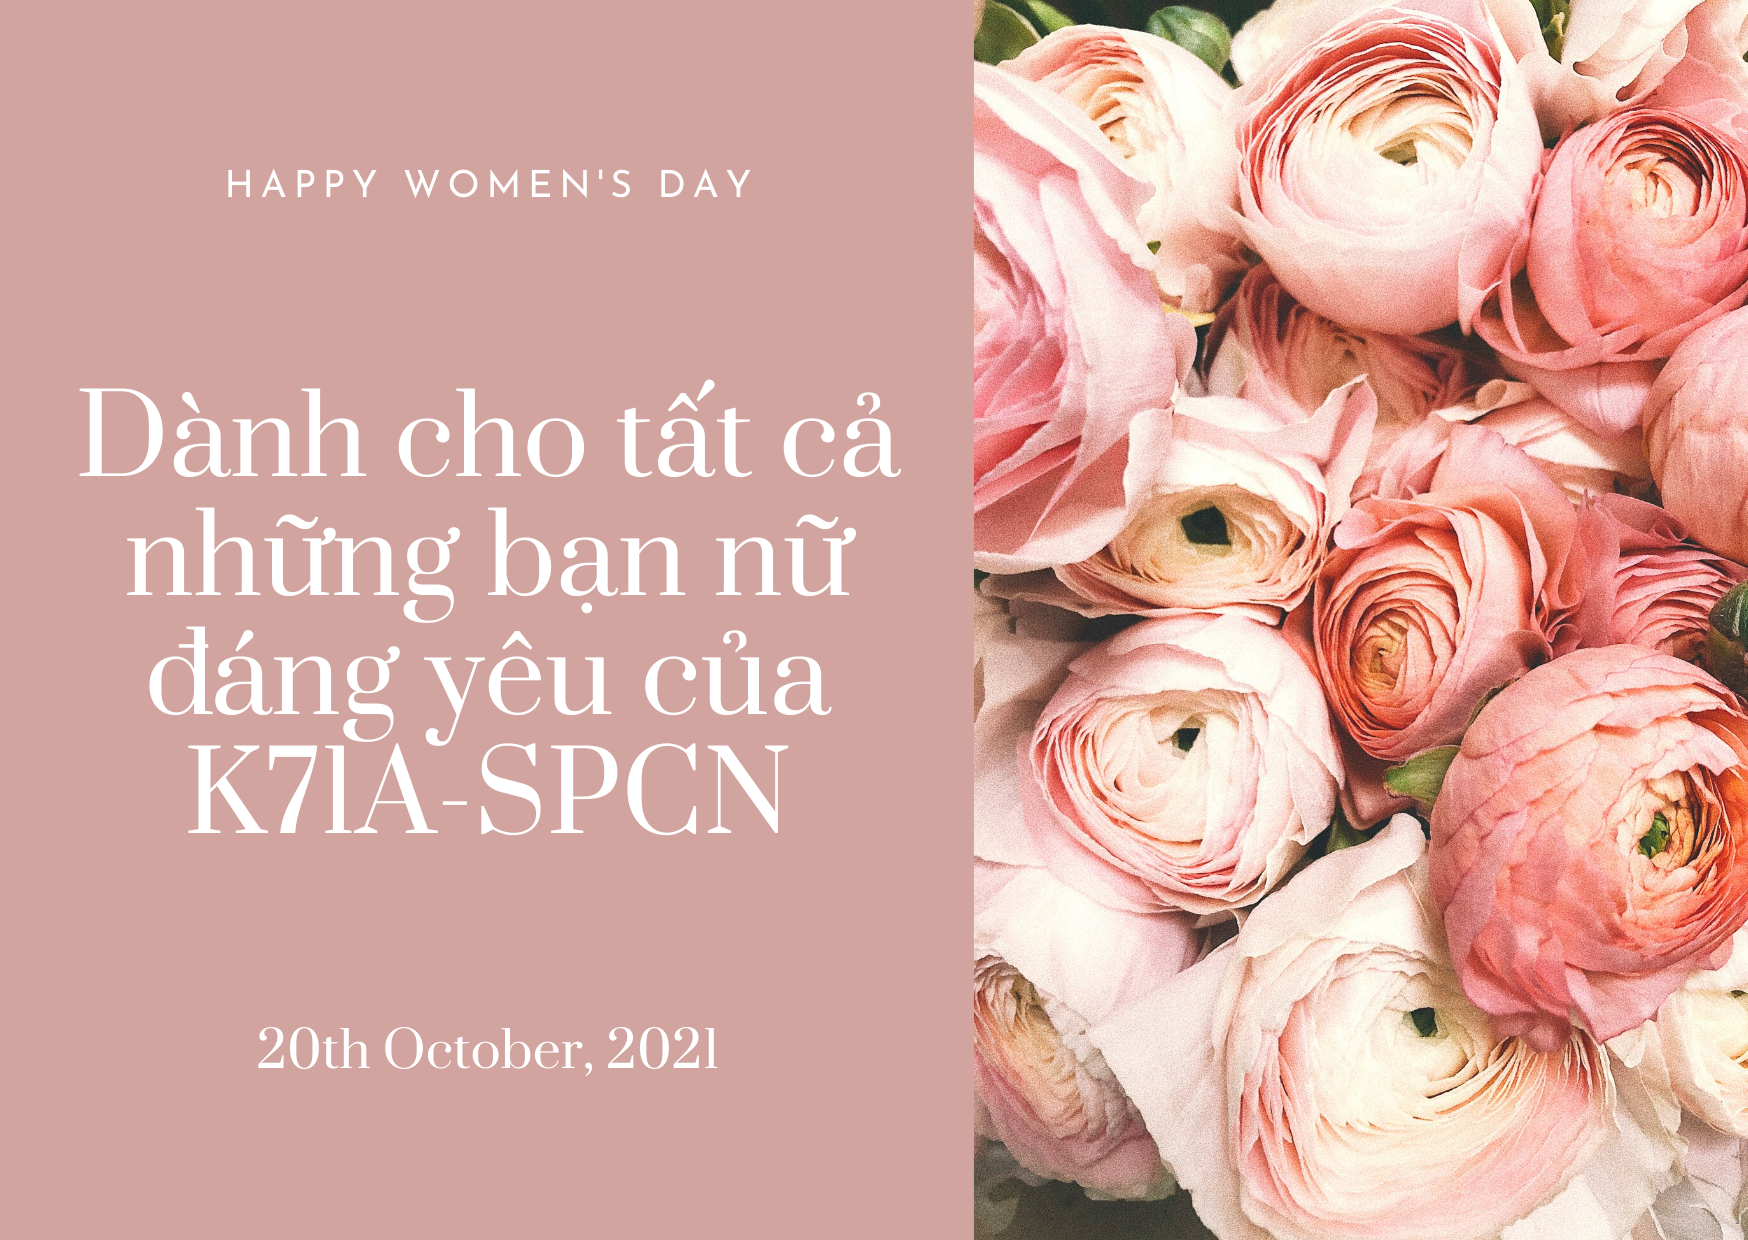 HAPPY WOMEN'S DAY
Dành cho tất cả
những bạn nữ
đáng yêu của
K71A-SPCN
20th October, 2021